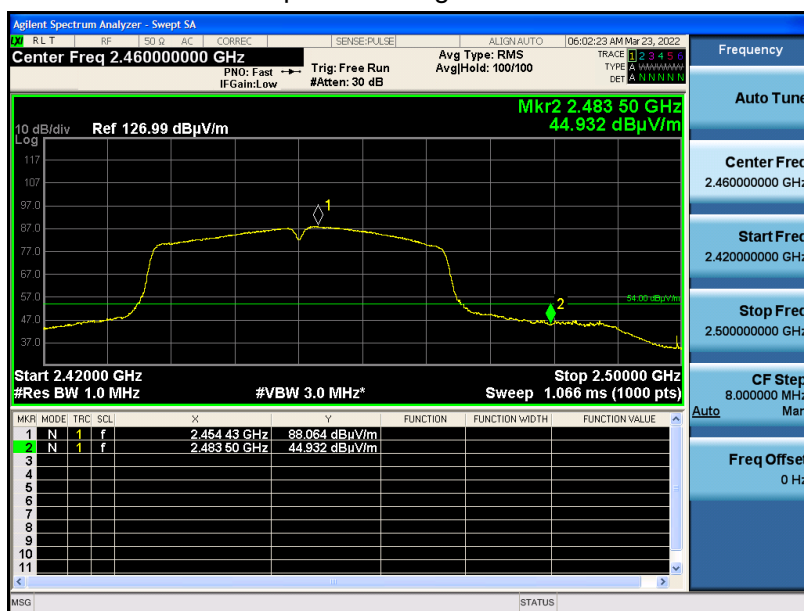 Agilent Spectrum Analyzer - Swept SA
LXI RLT RF 50 Ω AC CORREC SENSE:PULSE ALIGN AUTO 06:02:23 AM Mar 23, 2022
Center Freq 2.460000000 GHz
PNO: Fast
IFGain:Low
Trig: Free Run
#Atten: 30 dB
Avg Type: RMS
Avg|Hold: 100/100
TRACE 1 2 3 4 5 6
TYPE A WWWWW
DET A N N N N N
Mkr2 2.483 50 GHz
44.932 dBµV/m
10 dB/div Ref 126.99 dBµV/m
Log
117
107
97.0
87.0
77.0
67.0
57.0
47.0
37.0
1
2
54.00 dBµV/m
Start 2.42000 GHz Stop 2.50000 GHz
#Res BW 1.0 MHz #VBW 3.0 MHz* Sweep 1.066 ms (1000 pts)
MKR MODE TRC SCL X Y FUNCTION FUNCTION WIDTH FUNCTION VALUE
1 N 1 f 2.454 43 GHz 88.064 dBµV/m
2 N 1 f 2.483 50 GHz 44.932 dBµV/m
3
4
5
6
7
8
9
10
11
MSG STATUS
Frequency
Auto Tune
Center Freq
2.460000000 GHz
Start Freq
2.420000000 GHz
Stop Freq
2.500000000 GHz
CF Step
8.000000 MHz
Auto Man
Freq Offset
0 Hz